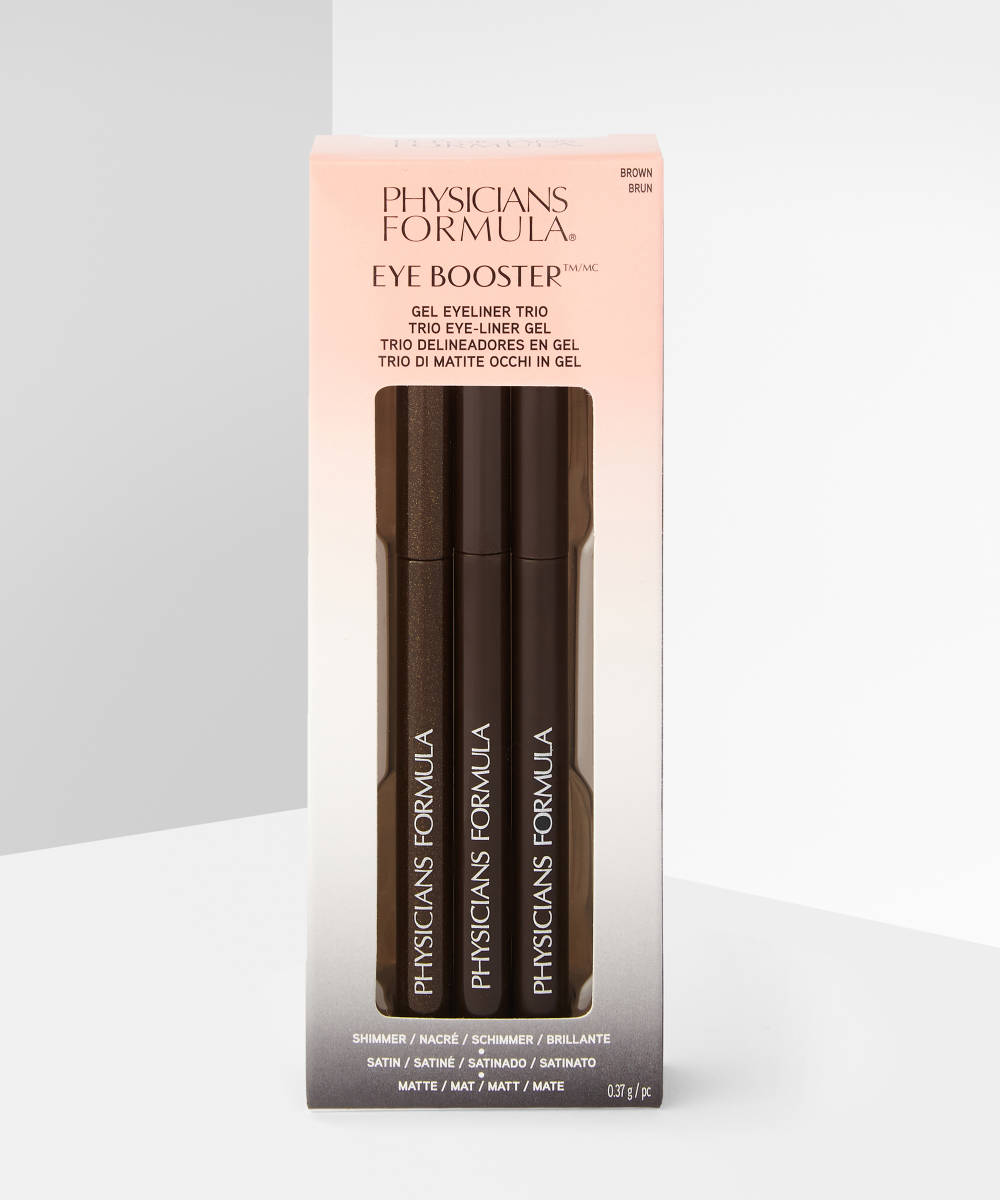 FORMULA
BROWN
BRUN
PHYSICIANS
FORMULA®
EYE BOOSTER™/MC
GEL EYELINER TRIO
TRIO EYE-LINER GEL
TRIO DELINEADORES EN GEL
TRIO DI MATITE OCCHI IN GEL
PHYSICIANS FORMULA
PHYSICIANS FORMULA
PHYSICIANS FORMULA
SHIMMER / NACRÉ / SCHIMMER / BRILLANTE
•
SATIN / SATINÉ / SATINADO / SATINATO
•
MATTE / MAT / MATT / MATE
0.37 g / pc